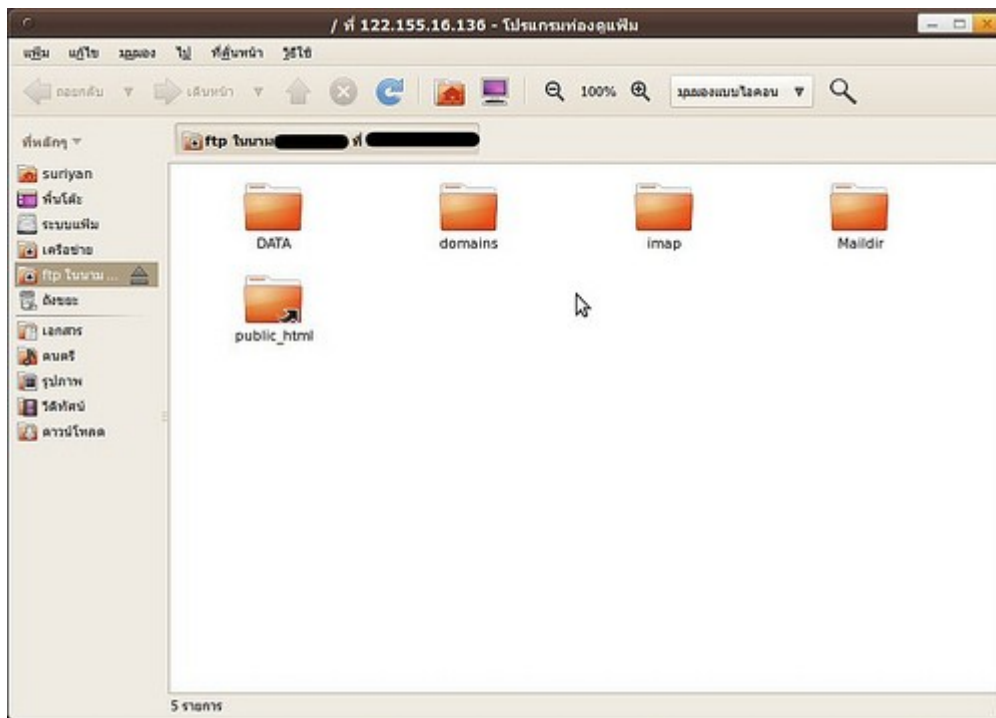 / ที่ 122.155.16.136 - โปรแกรมท่องดูแฟ้ม
แฟ้ม แก้ไข มุมมอง ไป ที่คั่นหน้า วิธีใช้
ถอยกลับ เดินหน้า 100% มุมมองแบบไอคอน
ที่หลักๆ
ftp ในนาม ที่
suriyan
พื้นโต๊ะ
ระบบแฟ้ม
เครือข่าย
ftp ในนาม ...
ถังขยะ
เอกสาร
ดนตรี
รูปภาพ
วีดิทัศน์
ดาวน์โหลด
DATA domains imap Maildir
public_html
5 รายการ